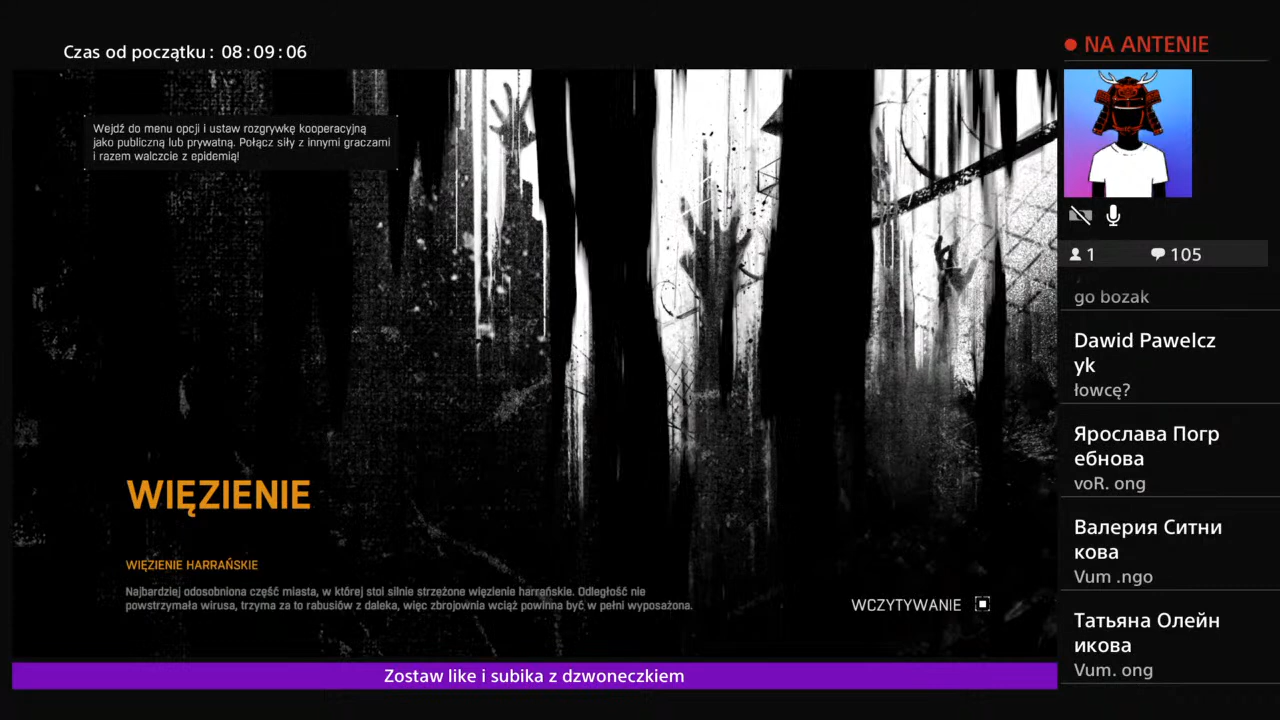 Czas od początku: 08:09:06
NA ANTENIE
Wejdź do menu opcji i ustaw rozgrywkę kooperacyjną
jako publiczną lub prywatną. Połącz siły z innymi graczami
i razem walczcie z epidemią!
1 105
go bozak
Dawid Pawelcz
yk
łowcę?
Ярослава Погр
ебнова
voR. ong
Валерия Ситни
кова
Vum .ngo
Татьяна Олейн
икова
Vum. ong
WIĘZIENIE
WIĘZIENIE HARRAŃSKIE
Najbardziej odosobniona część miasta, w której stoi silnie strzeżone więzienie harrańskie. Odległość nie
powstrzymała wirusa, trzyma za to rabusiów z daleka, więc zbrojownia wciąż powinna być w pełni wyposażona.
WCZYTYWANIE
Zostaw like i subika z dzwoneczkiem